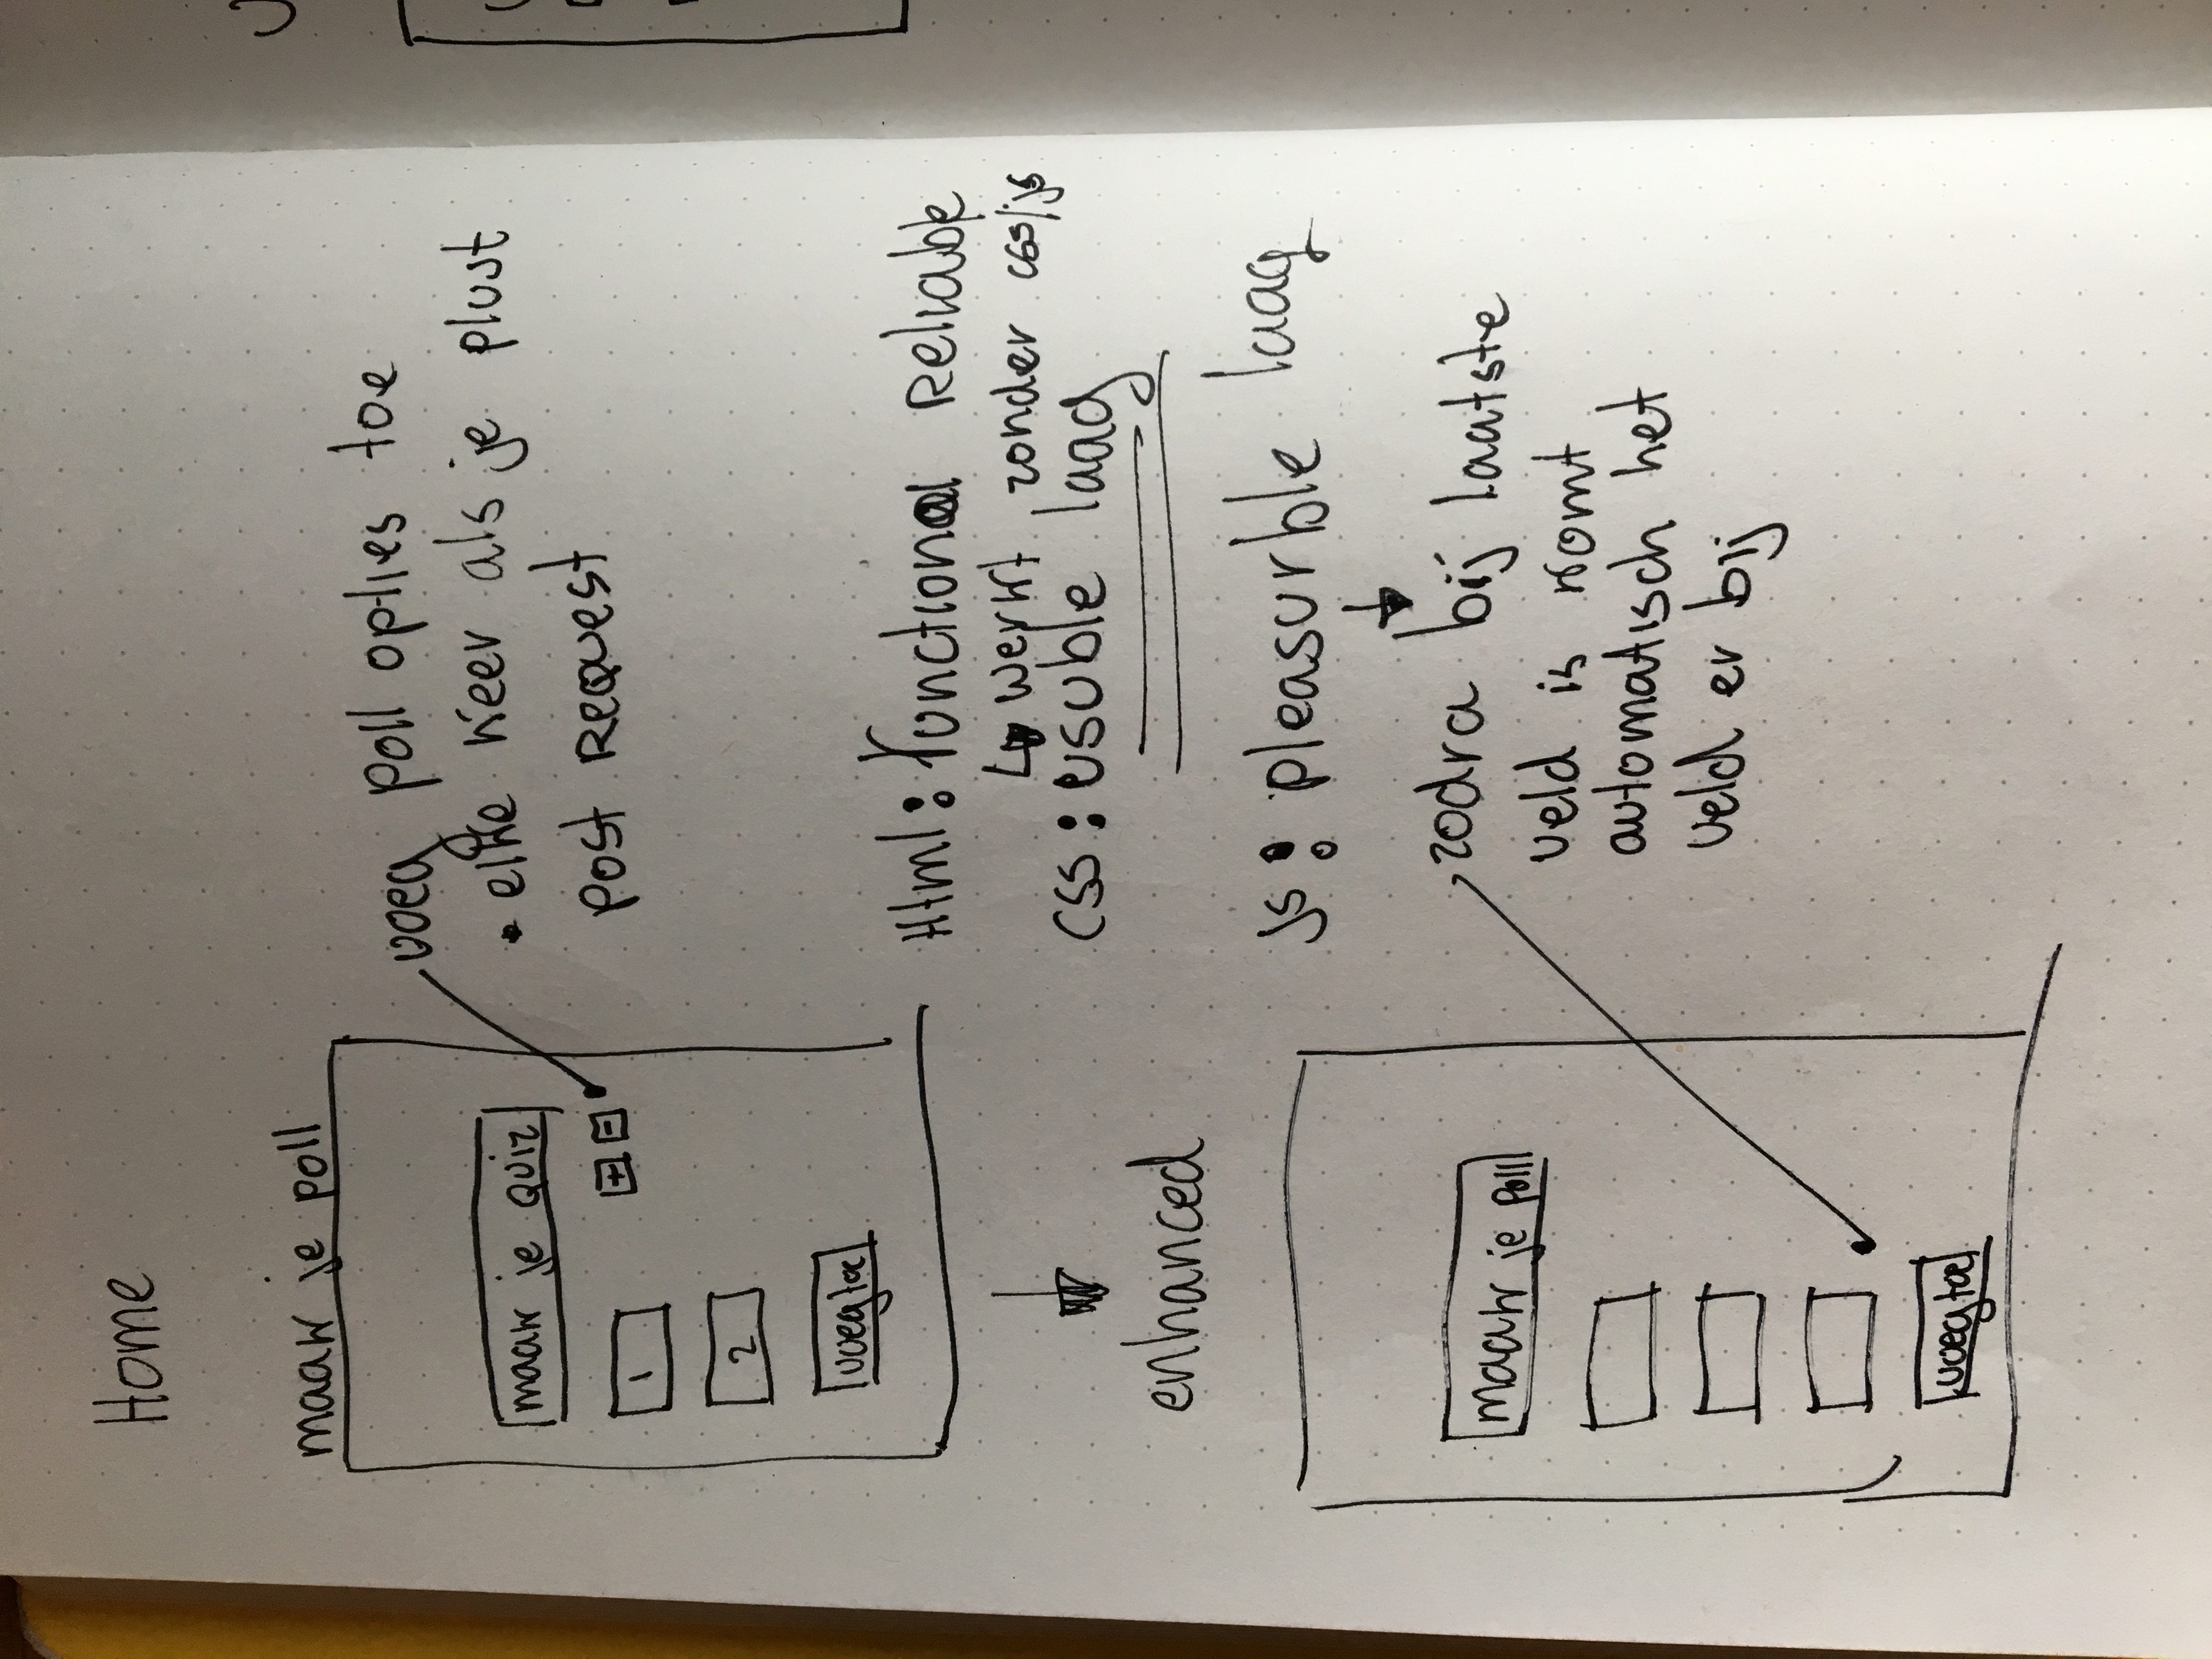 Home
maak je poll
maak je quiz
+ -
1
2
voeg toe
voeg poll opties toe
• elke keer als je plust
post request
Html: functional reliable
↳ werkt zonder css/js
css: usuble laag
enhanced
js: pleasurble laag
maak je poll
voeg toe
zodra bij laatste
veld is komt
automatisch het
veld er bij